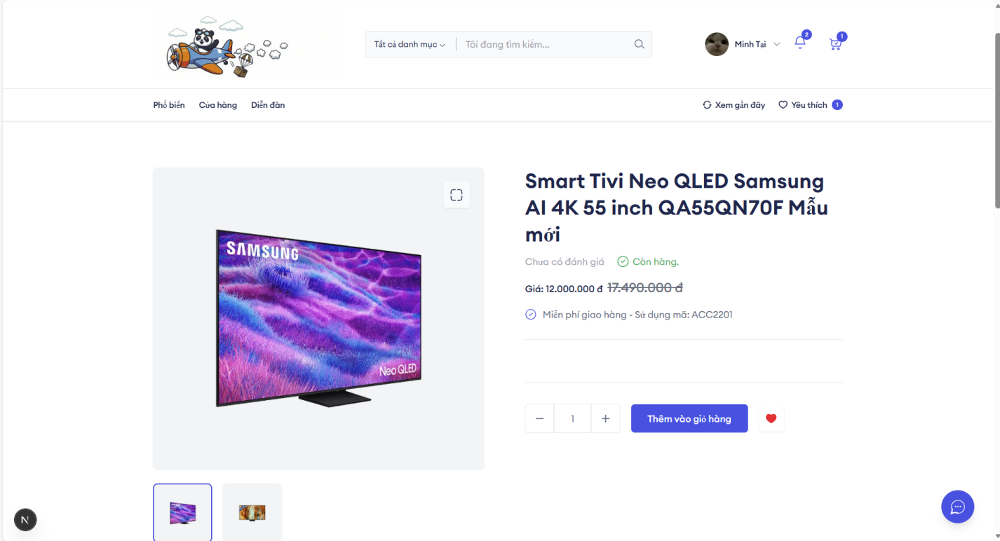 Tất cả danh mục
Tôi đang tìm kiếm...
Minh Tại
2
1
Phổ biến
Cửa hàng
Diễn đàn
Xem gần đây
Yêu thích
1
SAMSUNG
Neo QLED
Smart Tivi Neo QLED Samsung
AI 4K 55 inch QA55QN70F Mẫu
mới
Chưa có đánh giá
Còn hàng.
Giá: 12.000.000 đ 17.490.000 đ
Miễn phí giao hàng - Sử dụng mã: ACC2201
1
Thêm vào giỏ hàng
SAMSUNG
N